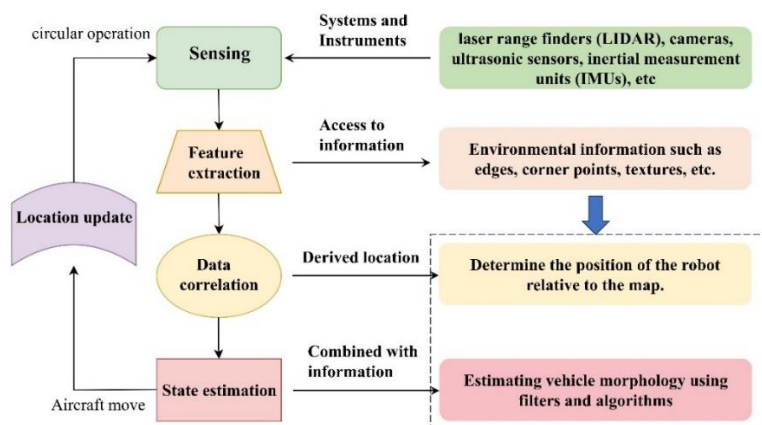 circular operation
Sensing
Systems and
Instruments
laser range finders (LIDAR), cameras,
ultrasonic sensors, inertial measurement
units (IMUs), etc
Feature
extraction
Access to
information
Environmental information such as
edges, corner points, textures, etc.
Location update
Data
correlation
Derived location
Determine the position of the robot
relative to the map.
Aircraft move
State estimation
Combined with
information
Estimating vehicle morphology using
filters and algorithms